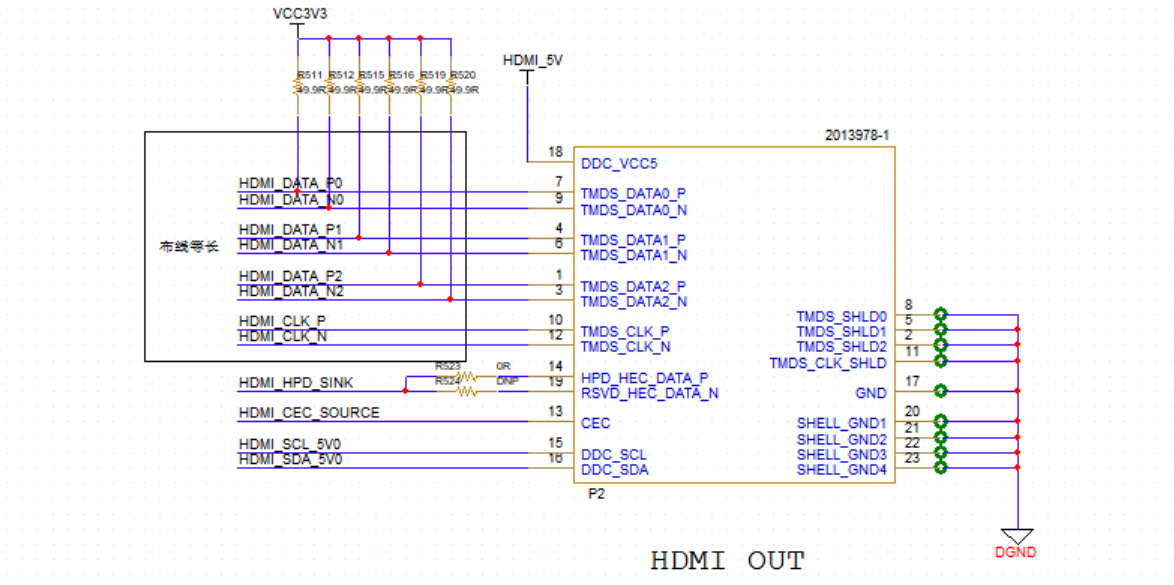 VCC3V3
HDMI_5V
R511 R512 R515 R516 R519 R520
49.9R 49.9R 49.9R 49.9R 49.9R 49.9R
2013978-1
18 DDC_VCC5
HDMI_DATA_P0 7 TMDS_DATA0_P
HDMI_DATA_N0 9 TMDS_DATA0_N
HDMI_DATA_P1 4 TMDS_DATA1_P
布线等长
HDMI_DATA_N1 6 TMDS_DATA1_N
HDMI_DATA_P2 1 TMDS_DATA2_P
HDMI_DATA_N2 3 TMDS_DATA2_N
HDMI_CLK_P 10 TMDS_CLK_P
HDMI_CLK_N 12 TMDS_CLK_N
TMDS_SHLD0 8
TMDS_SHLD1 5
TMDS_SHLD2 2
TMDS_CLK_SHLD 11
R523 0R 14 HPD_HEC_DATA_P
HDMI_HPD_SINK R524 DNP 19 RSVD_HEC_DATA_N
GND 17
HDMI_CEC_SOURCE 13 CEC
SHELL_GND1 20
SHELL_GND2 21
SHELL_GND3 22
SHELL_GND4 23
HDMI_SCL_5V0 15 DDC_SCL
HDMI_SDA_5V0 16 DDC_SDA
P2
DGND
HDMI OUT